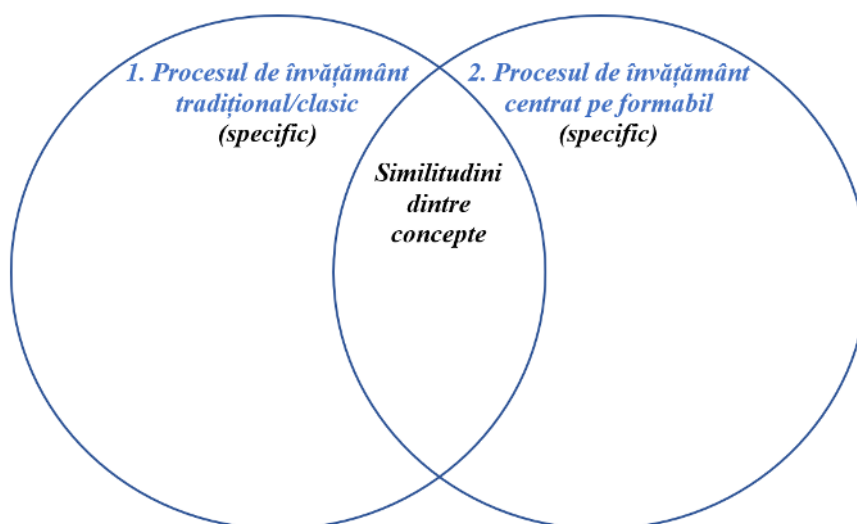 1. Procesul de învățământ
tradițional/clasic
(specific)
2. Procesul de învățământ
centrat pe formabil
(specific)
Similitudini
dintre
concepte